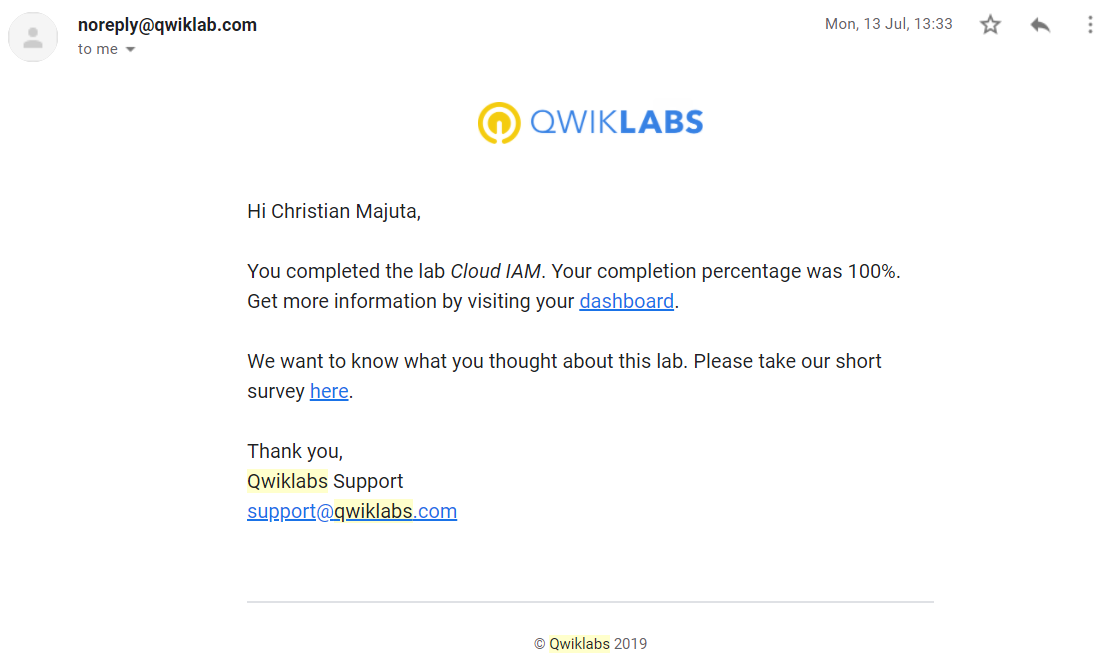 noreply@qwiklab.com
Mon, 13 Jul, 13:33
to me
QWIKLABS
Hi Christian Majuta,
You completed the lab Cloud IAM. Your completion percentage was 100%.
Get more information by visiting your dashboard.
We want to know what you thought about this lab. Please take our short
survey here.
Thank you,
Qwiklabs Support
support@qwiklabs.com
© Qwiklabs 2019